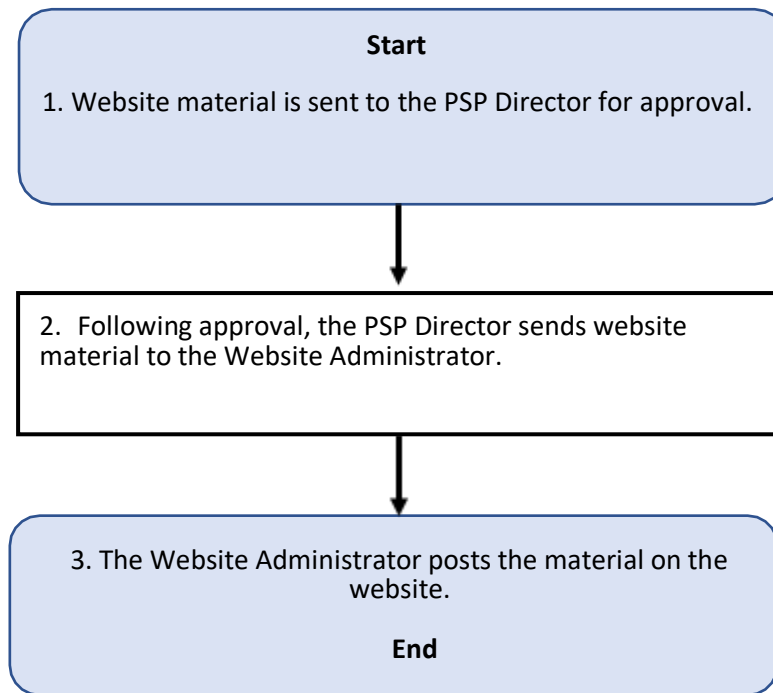 Start
1. Website material is sent to the PSP Director for approval.
2. Following approval, the PSP Director sends website
material to the Website Administrator.
3. The Website Administrator posts the material on the
website.
End